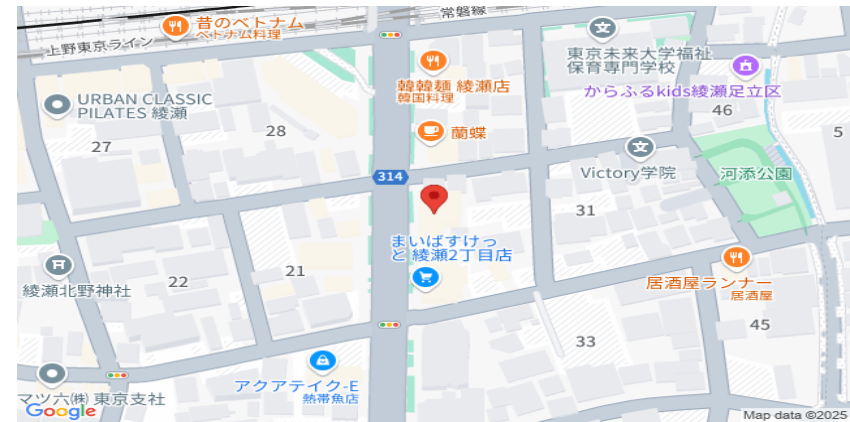 常磐線
昔のベトナム
ベトナム料理
上野東京ライン
東京未来大学福祉
保育専門学校
韓韓麺 綾瀬店
韓国料理
からふるkids綾瀬足立区
URBAN CLASSIC
PILATES 綾瀬
46
28
蘭蝶
5
27
Victory学院
河添公園
314
31
まいばすけっ
と 綾瀬2丁目店
21
22
綾瀬北野神社
居酒屋ランナー
居酒屋
45
33
アクアテイク-E
熱帯魚店
マツ六㈱ 東京支社
Google
Map data ©2025